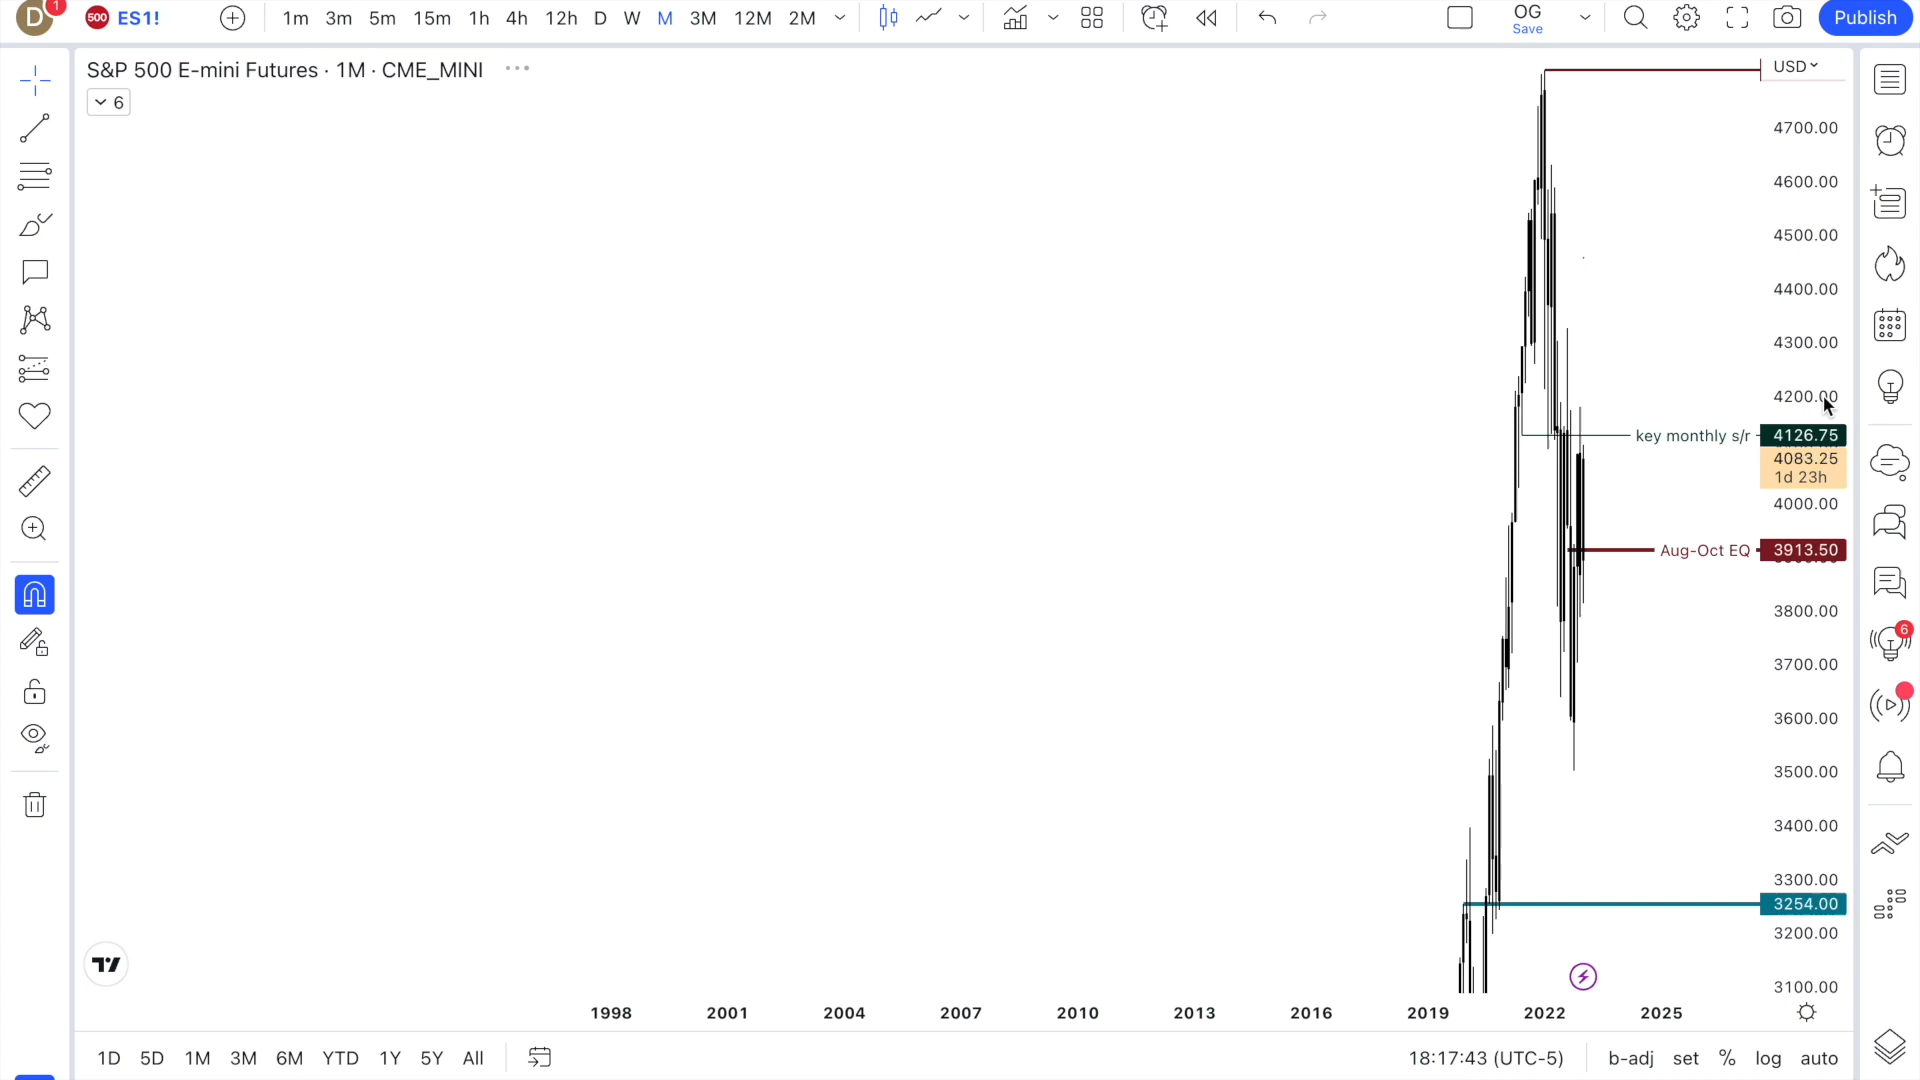 D 1 500 ES1! 1m 3m 5m 15m 1h 4h 12h D W M 3M 12M 2M OG Save Publish
S&P 500 E-mini Futures · 1M · CME_MINI
6
USD
4700.00
4600.00
4500.00
4400.00
4300.00
4200.00
key monthly s/r 4126.75
4083.25
1d 23h
4000.00
Aug-Oct EQ 3913.50
3800.00
6
3700.00
3600.00
3500.00
3400.00
3300.00
3254.00
3200.00
3100.00
1998 2001 2004 2007 2010 2013 2016 2019 2022 2025
1D 5D 1M 3M 6M YTD 1Y 5Y All 18:17:43 (UTC-5) b-adj set % log auto